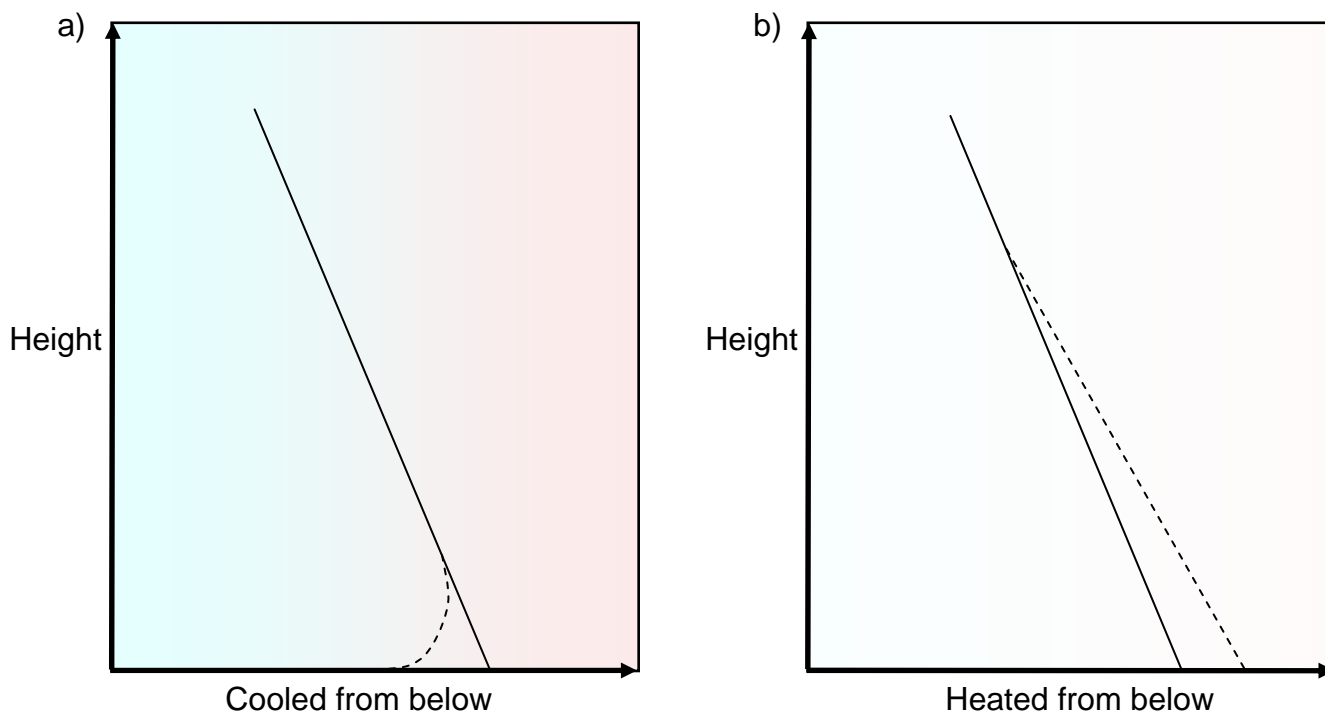 a)
Height
Cooled from below
b)
Height
Heated from below